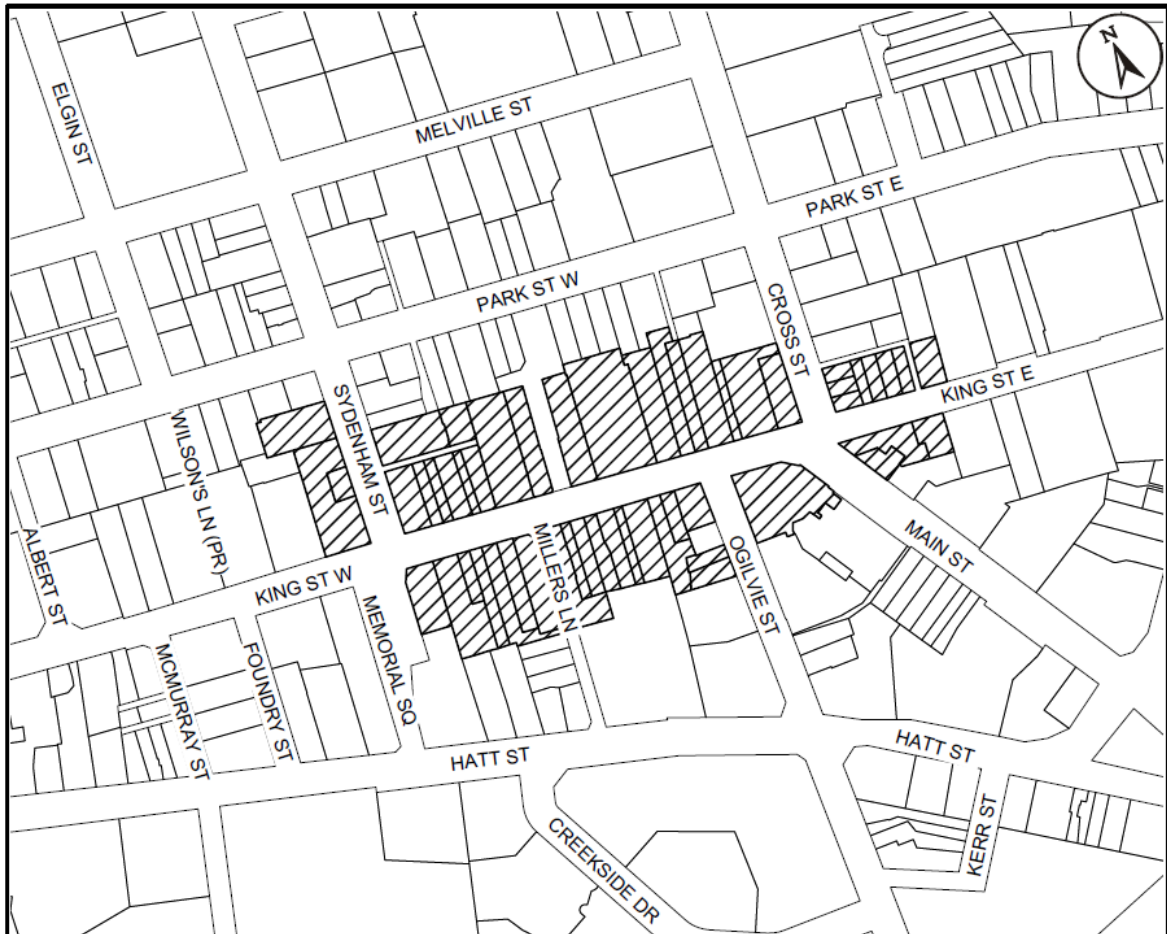 N
ELGIN ST
MELVILLE ST
PARK ST E
PARK ST W
CROSS ST
KING ST E
SYDENHAM ST
WILSON'S LN (PR)
ALBERT ST
KING ST W
MILLERS LN
OGILVIE ST
MAIN ST
MEMORIAL SQ
FOUNDRY ST
MCMURRAY ST
HATT ST
HATT ST
KERR ST
CREEKSIDE DR